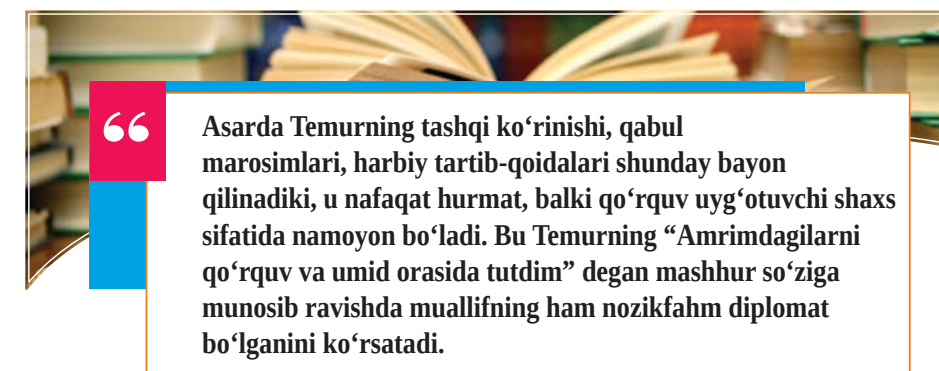 “
Asarda Temurning tashqi ko‘rinishi, qabul
marosimlari, harbiy tartib-qoidalari shunday bayon
qilinadiki, u nafaqat hurmat, balki qo‘rquv uyg‘otuvchi shaxs
sifatida namoyon bo‘ladi. Bu Temurning “Amrimdagilarni
qo‘rquv va umid orasida tutdim” degan mashhur so‘ziga
munosib ravishda muallifning ham nozikfahm diplomat
bo‘lganini ko‘rsatadi.